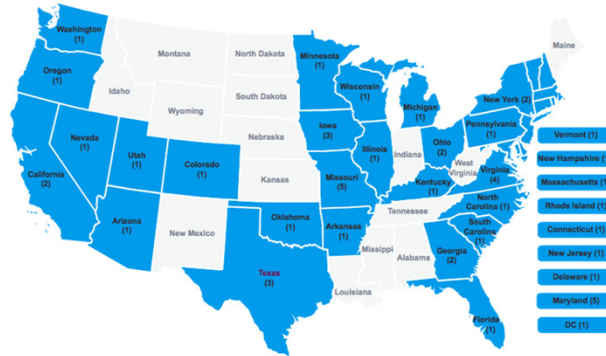 Washington
(1)
Oregon
(1)
California
(2)
Nevada
(1)
Idaho
Montana
Wyoming
Utah
(1)
Arizona
(1)
Colorado
(1)
New Mexico
North Dakota
South Dakota
Nebraska
Kansas
Oklahoma
(1)
Texas
(3)
Minnesota
(1)
Iowa
(3)
Missouri
(5)
Arkansas
(1)
Louisiana
Wisconsin
(1)
Illinois
(1)
Michigan
(1)
Indiana
Ohio
(2)
Kentucky
(1)
Tennessee
Missippi
Alabama
Georgia
(2)
Florida
(1)
South
Carolina
(1)
North
Carolina (1)
Virginia
(4)
West
Virginia
Pennsylvania
(1)
New York (2)
Maine
Vermont (1)
New Hampshire (
Massachusetts (1
Rhode Island (1)
Connecticut (1)
New Jersey (1)
Delaware (1)
Maryland (5)
DC (1)